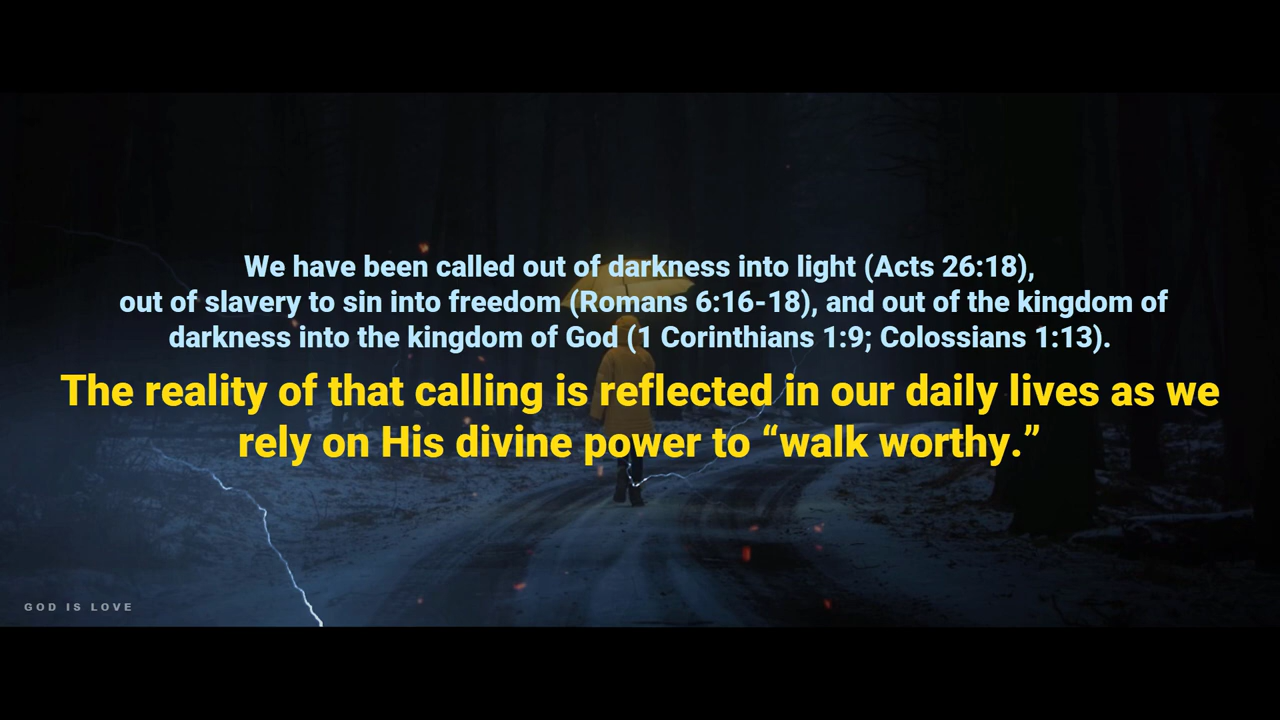 We have been called out of darkness into light (Acts 26:18),
out of slavery to sin into freedom (Romans 6:16-18), and out of the kingdom of
darkness into the kingdom of God (1 Corinthians 1:9; Colossians 1:13).
The reality of that calling is reflected in our daily lives as we
rely on His divine power to “walk worthy.”
GOD IS LOVE